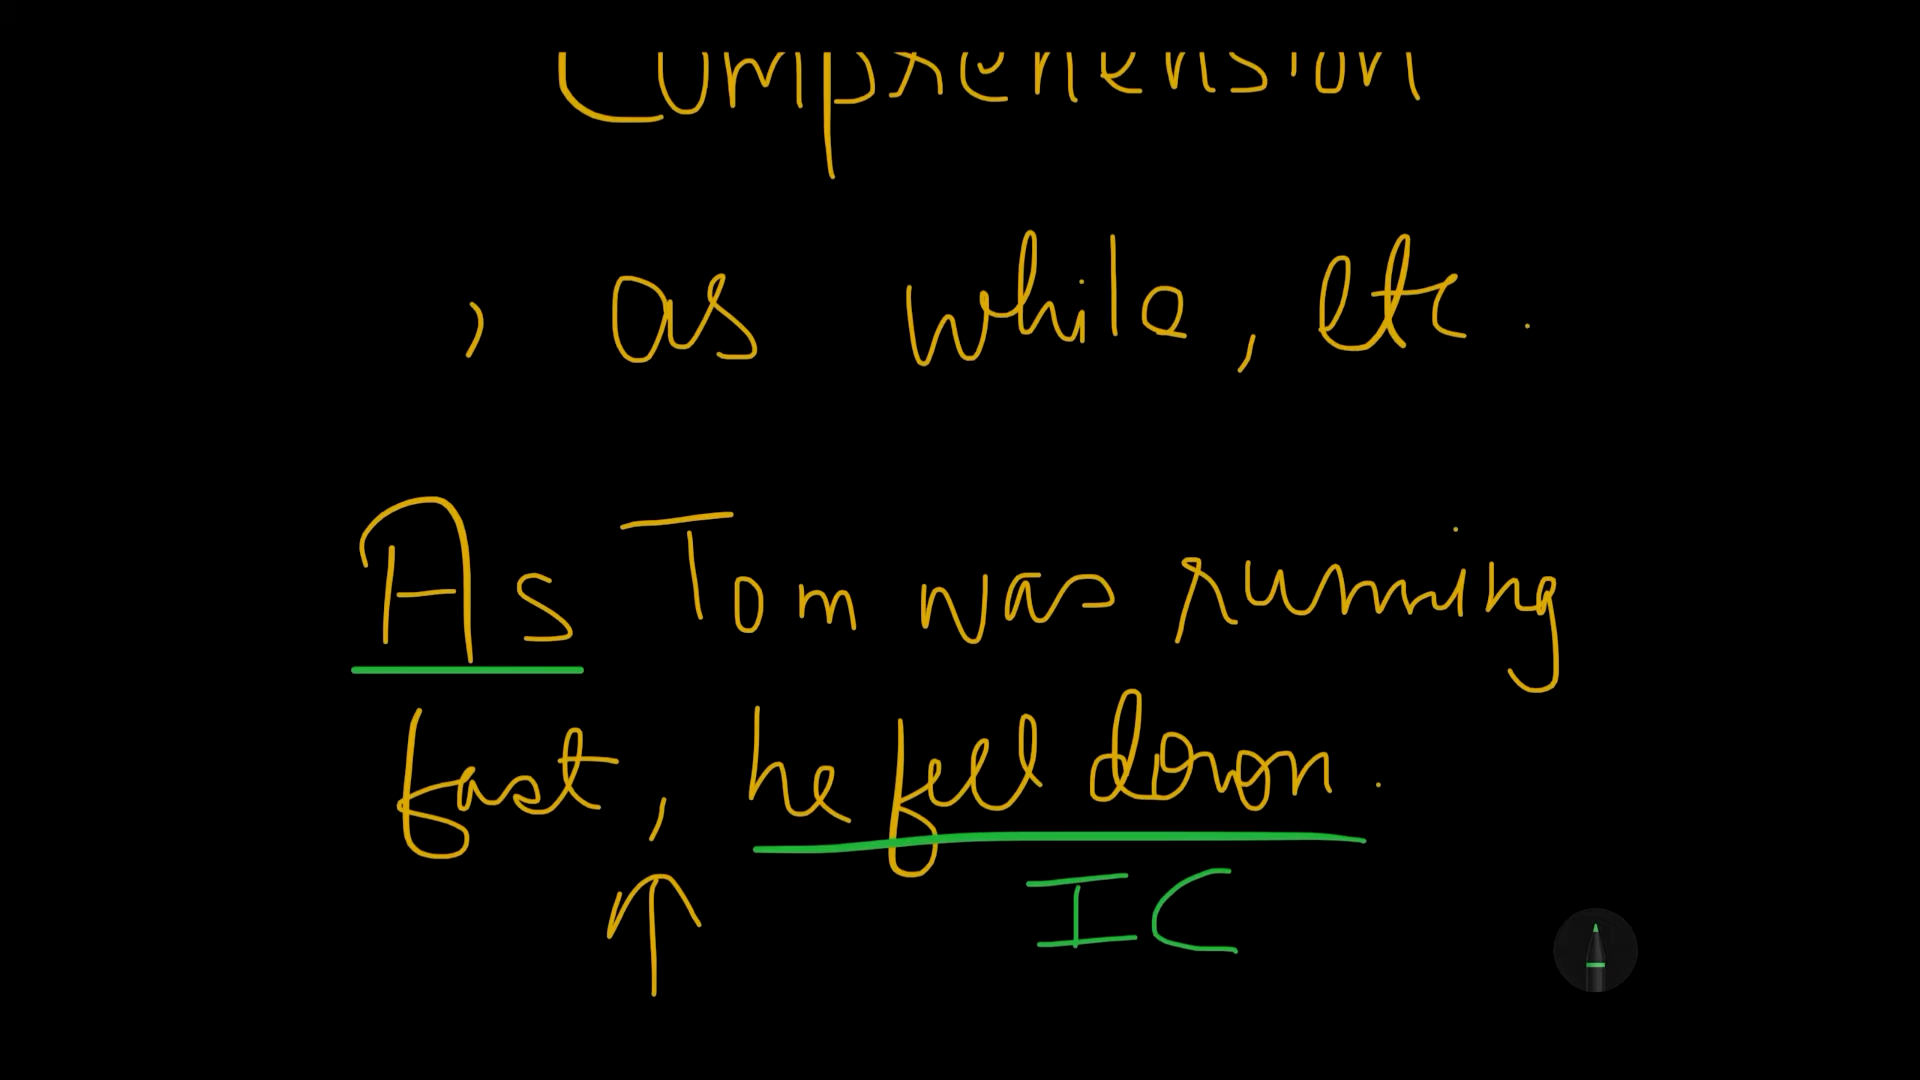 Comprehension
, as while, etc.
As Tom was running
fast, he fell down.
IC